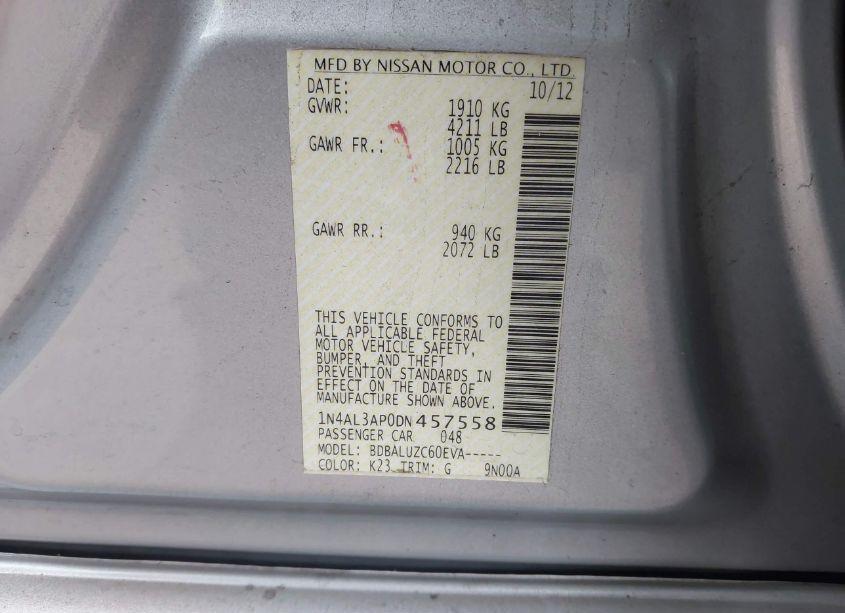 MFD BY NISSAN MOTOR CO., LTD.
DATE: 10/12
GVWR: 1910 KG
4211 LB
GAWR FR.: 1005 KG
2216 LB
GAWR RR.: 940 KG
2072 LB
THIS VEHICLE CONFORMS TO
ALL APPLICABLE FEDERAL
MOTOR VEHICLE SAFETY,
BUMPER, AND THEFT
PREVENTION STANDARDS IN
EFFECT ON THE DATE OF
MANUFACTURE SHOWN ABOVE.
1N4AL3AP0DN457558
PASSENGER CAR 048
MODEL: BDBALUZC60EVA-----
COLOR: K23 TRIM: G 9N00A